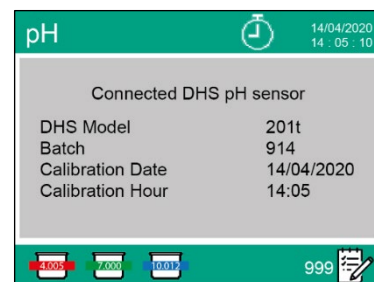 pH
14/04/2020
14 : 05 : 10
Connected DHS pH sensor
DHS Model 201t
Batch 914
Calibration Date 14/04/2020
Calibration Hour 14:05
4.005 7.000 10.012 999